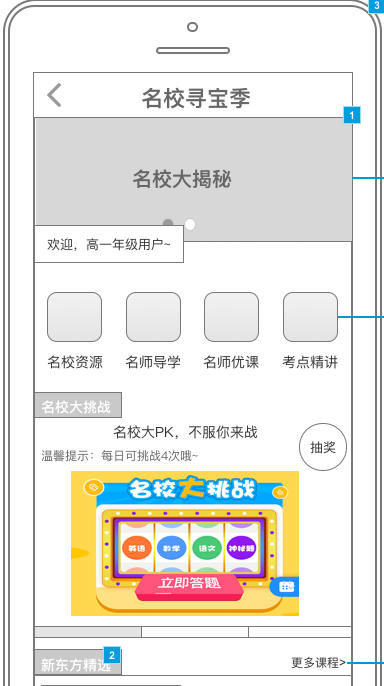 3
名校寻宝季
1
名校大揭秘
欢迎，高一年级用户~
名校资源 名师导学 名师优课 考点精讲
名校大挑战
名校大PK，不服你来战
抽奖
温馨提示：每日可挑战4次哦~
名校大挑战
英语 数学 语文 神秘题
立即答题
2
新东方精选 更多课程>